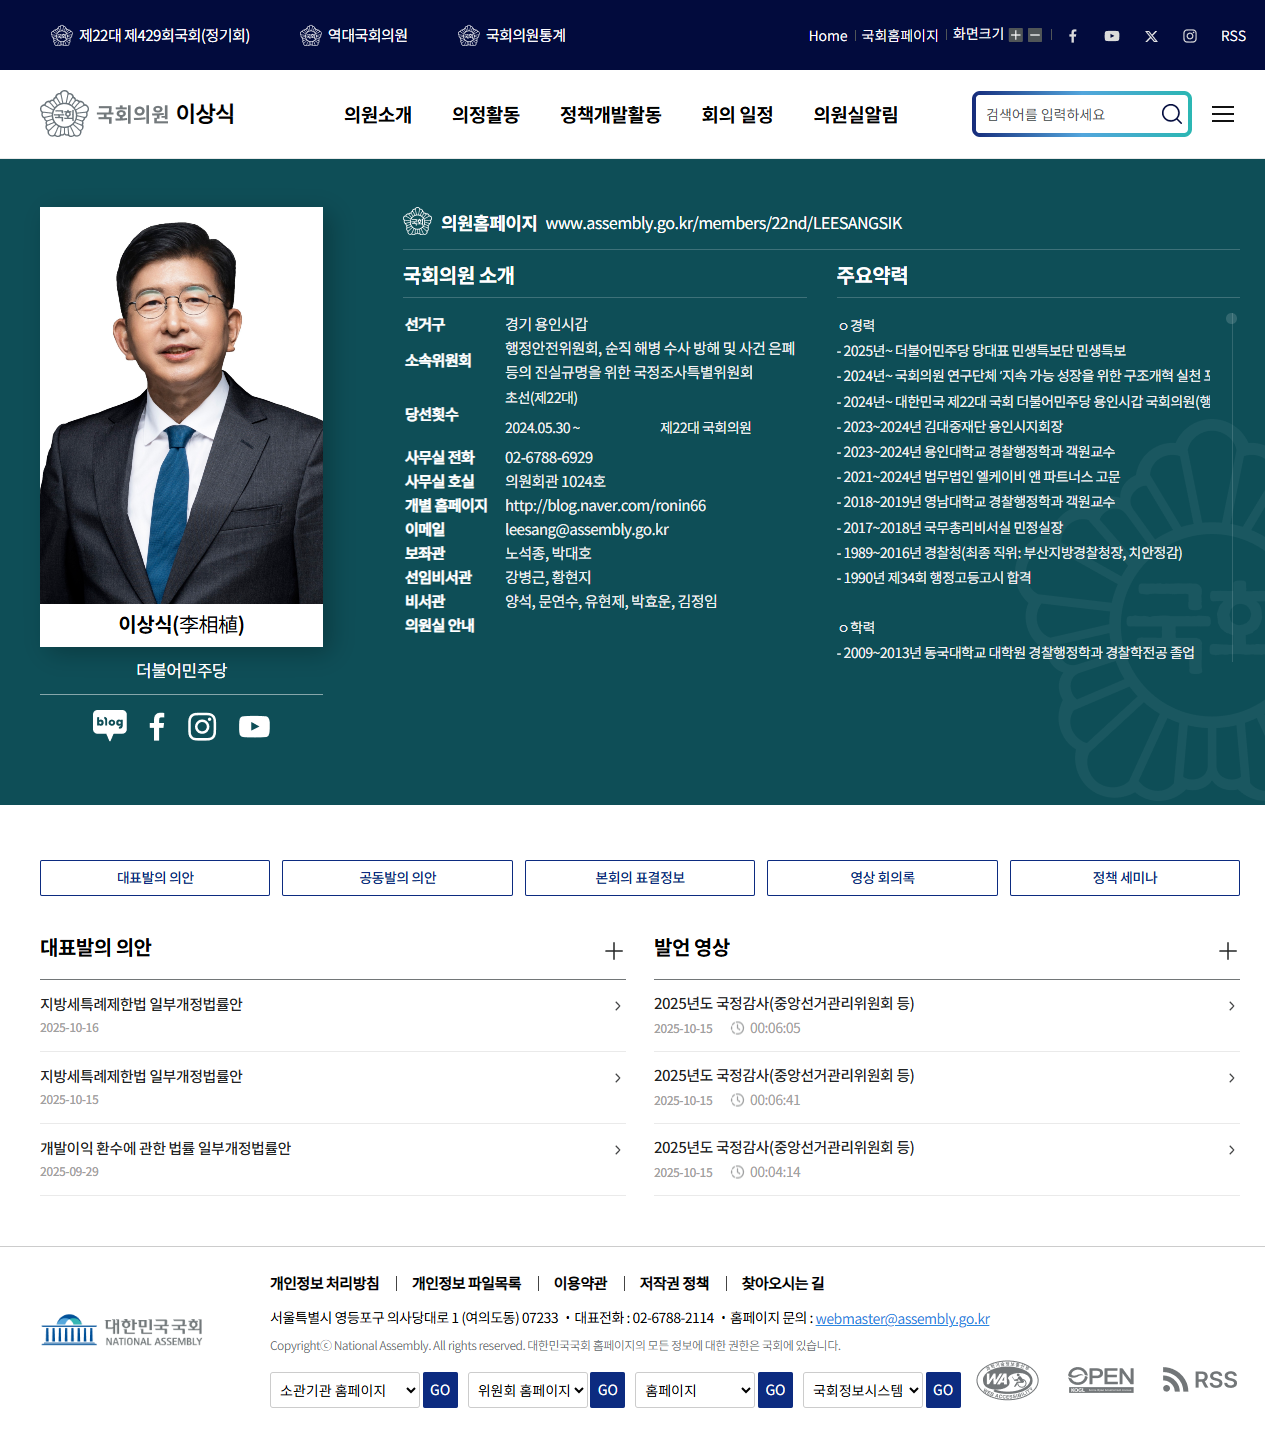 제22대 제429회국회(정기회)
역대국회의원
국회의원통계
Home
국회홈페이지
화면크기
RSS
국회의원 이상식
의원소개
의정활동
정책개발활동
회의 일정
의원실알림
검색어를 입력하세요
의원홈페이지 www.assembly.go.kr/members/22nd/LEESANGSIK
이상식(李相植)
더불어민주당
blog
국회의원 소개
선거구 경기 용인시갑
소속위원회 행정안전위원회, 순직 해병 수사 방해 및 사건 은폐
등의 진실규명을 위한 국정조사특별위원회
당선횟수 초선(제22대)
2024.05.30 ~ 제22대 국회의원
사무실 전화 02-6788-6929
사무실 호실 의원회관 1024호
개별 홈페이지 http://blog.naver.com/ronin66
이메일 leesang@assembly.go.kr
보좌관 노석종, 박대호
선임비서관 강병근, 황현지
비서관 양석, 문연수, 유현제, 박효운, 김정임
의원실 안내
주요약력
ㅇ경력
- 2025년~ 더불어민주당 당대표 민생특보단 민생특보
- 2024년~ 국회의원 연구단체 '지속 가능 성장을 위한 구조개혁 실천
- 2024년~ 대한민국 제22대 국회 더불어민주당 용인시갑 국회의원(행
- 2023~2024년 김대중재단 용인시지회장
- 2023~2024년 용인대학교 경찰행정학과 객원교수
- 2021~2024년 법무법인 엘케이비 앤 파트너스 고문
- 2018~2019년 영남대학교 경찰행정학과 객원교수
- 2017~2018년 국무총리비서실 민정실장
- 1989~2016년 경찰청(최종 직위: 부산지방경찰청장, 치안정감)
- 1990년 제34회 행정고등고시 합격
ㅇ학력
- 2009~2013년 동국대학교 대학원 경찰행정학과 경찰학전공 졸업
대표발의 의안
공동발의 의안
본회의 표결정보
영상 회의록
정책 세미나
대표발의 의안
지방세특례제한법 일부개정법률안
2025-10-16
지방세특례제한법 일부개정법률안
2025-10-15
개발이익 환수에 관한 법률 일부개정법률안
2025-09-29
발언 영상
2025년도 국정감사(중앙선거관리위원회 등)
2025-10-15 00:06:05
2025년도 국정감사(중앙선거관리위원회 등)
2025-10-15 00:06:41
2025년도 국정감사(중앙선거관리위원회 등)
2025-10-15 00:04:14
개인정보 처리방침
개인정보 파일목록
이용약관
저작권 정책
찾아오시는 길
대한민국국회
NATIONAL ASSEMBLY
서울특별시 영등포구 의사당대로 1 (여의도동) 07233 ・대표전화 : 02-6788-2114 ・홈페이지 문의 : webmaster@assembly.go.kr
Copyrightⓒ National Assembly. All rights reserved. 대한민국국회 홈페이지의 모든 정보에 대한 권한은 국회에 있습니다.
소관기관 홈페이지 GO
위원회 홈페이지 GO
홈페이지 GO
국회정보시스템 GO
WA
WEB ACCESSIBILITY
OPEN
KOGL
RSS